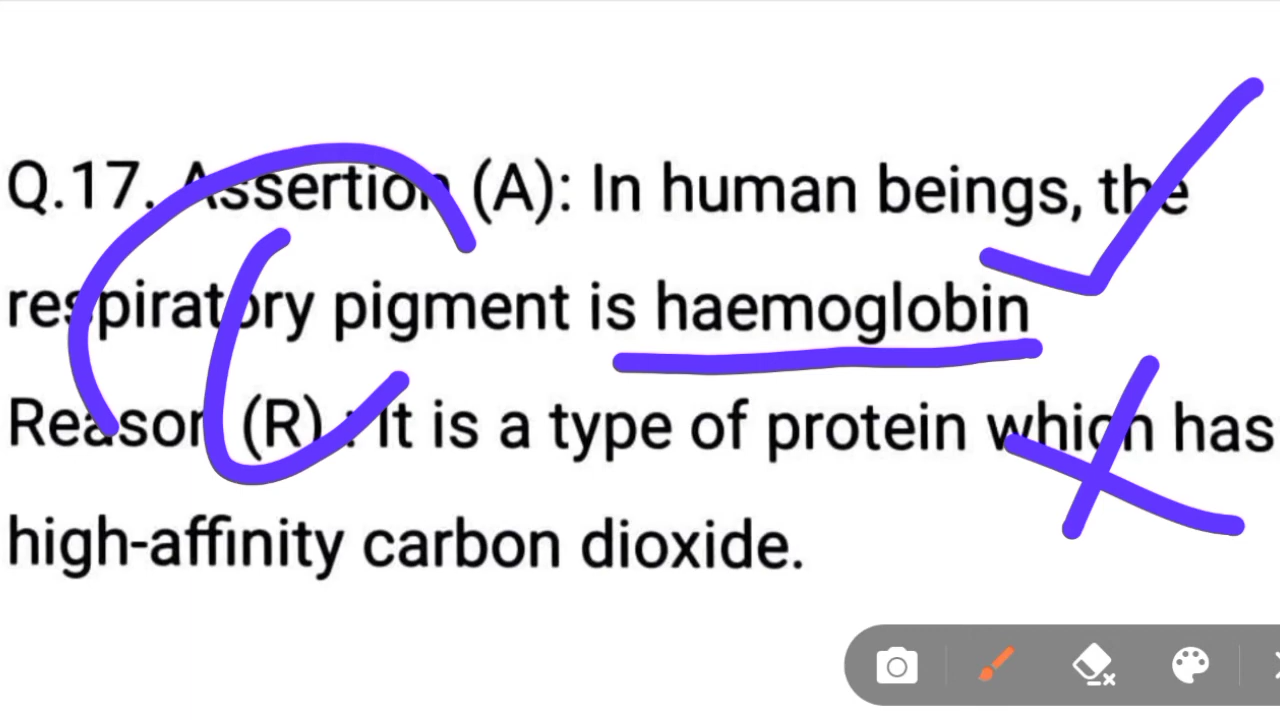 Q.17. Assertion (A): In human beings, the
respiratory pigment is haemoglobin
Reason (R) : It is a type of protein which has
high-affinity carbon dioxide.
C